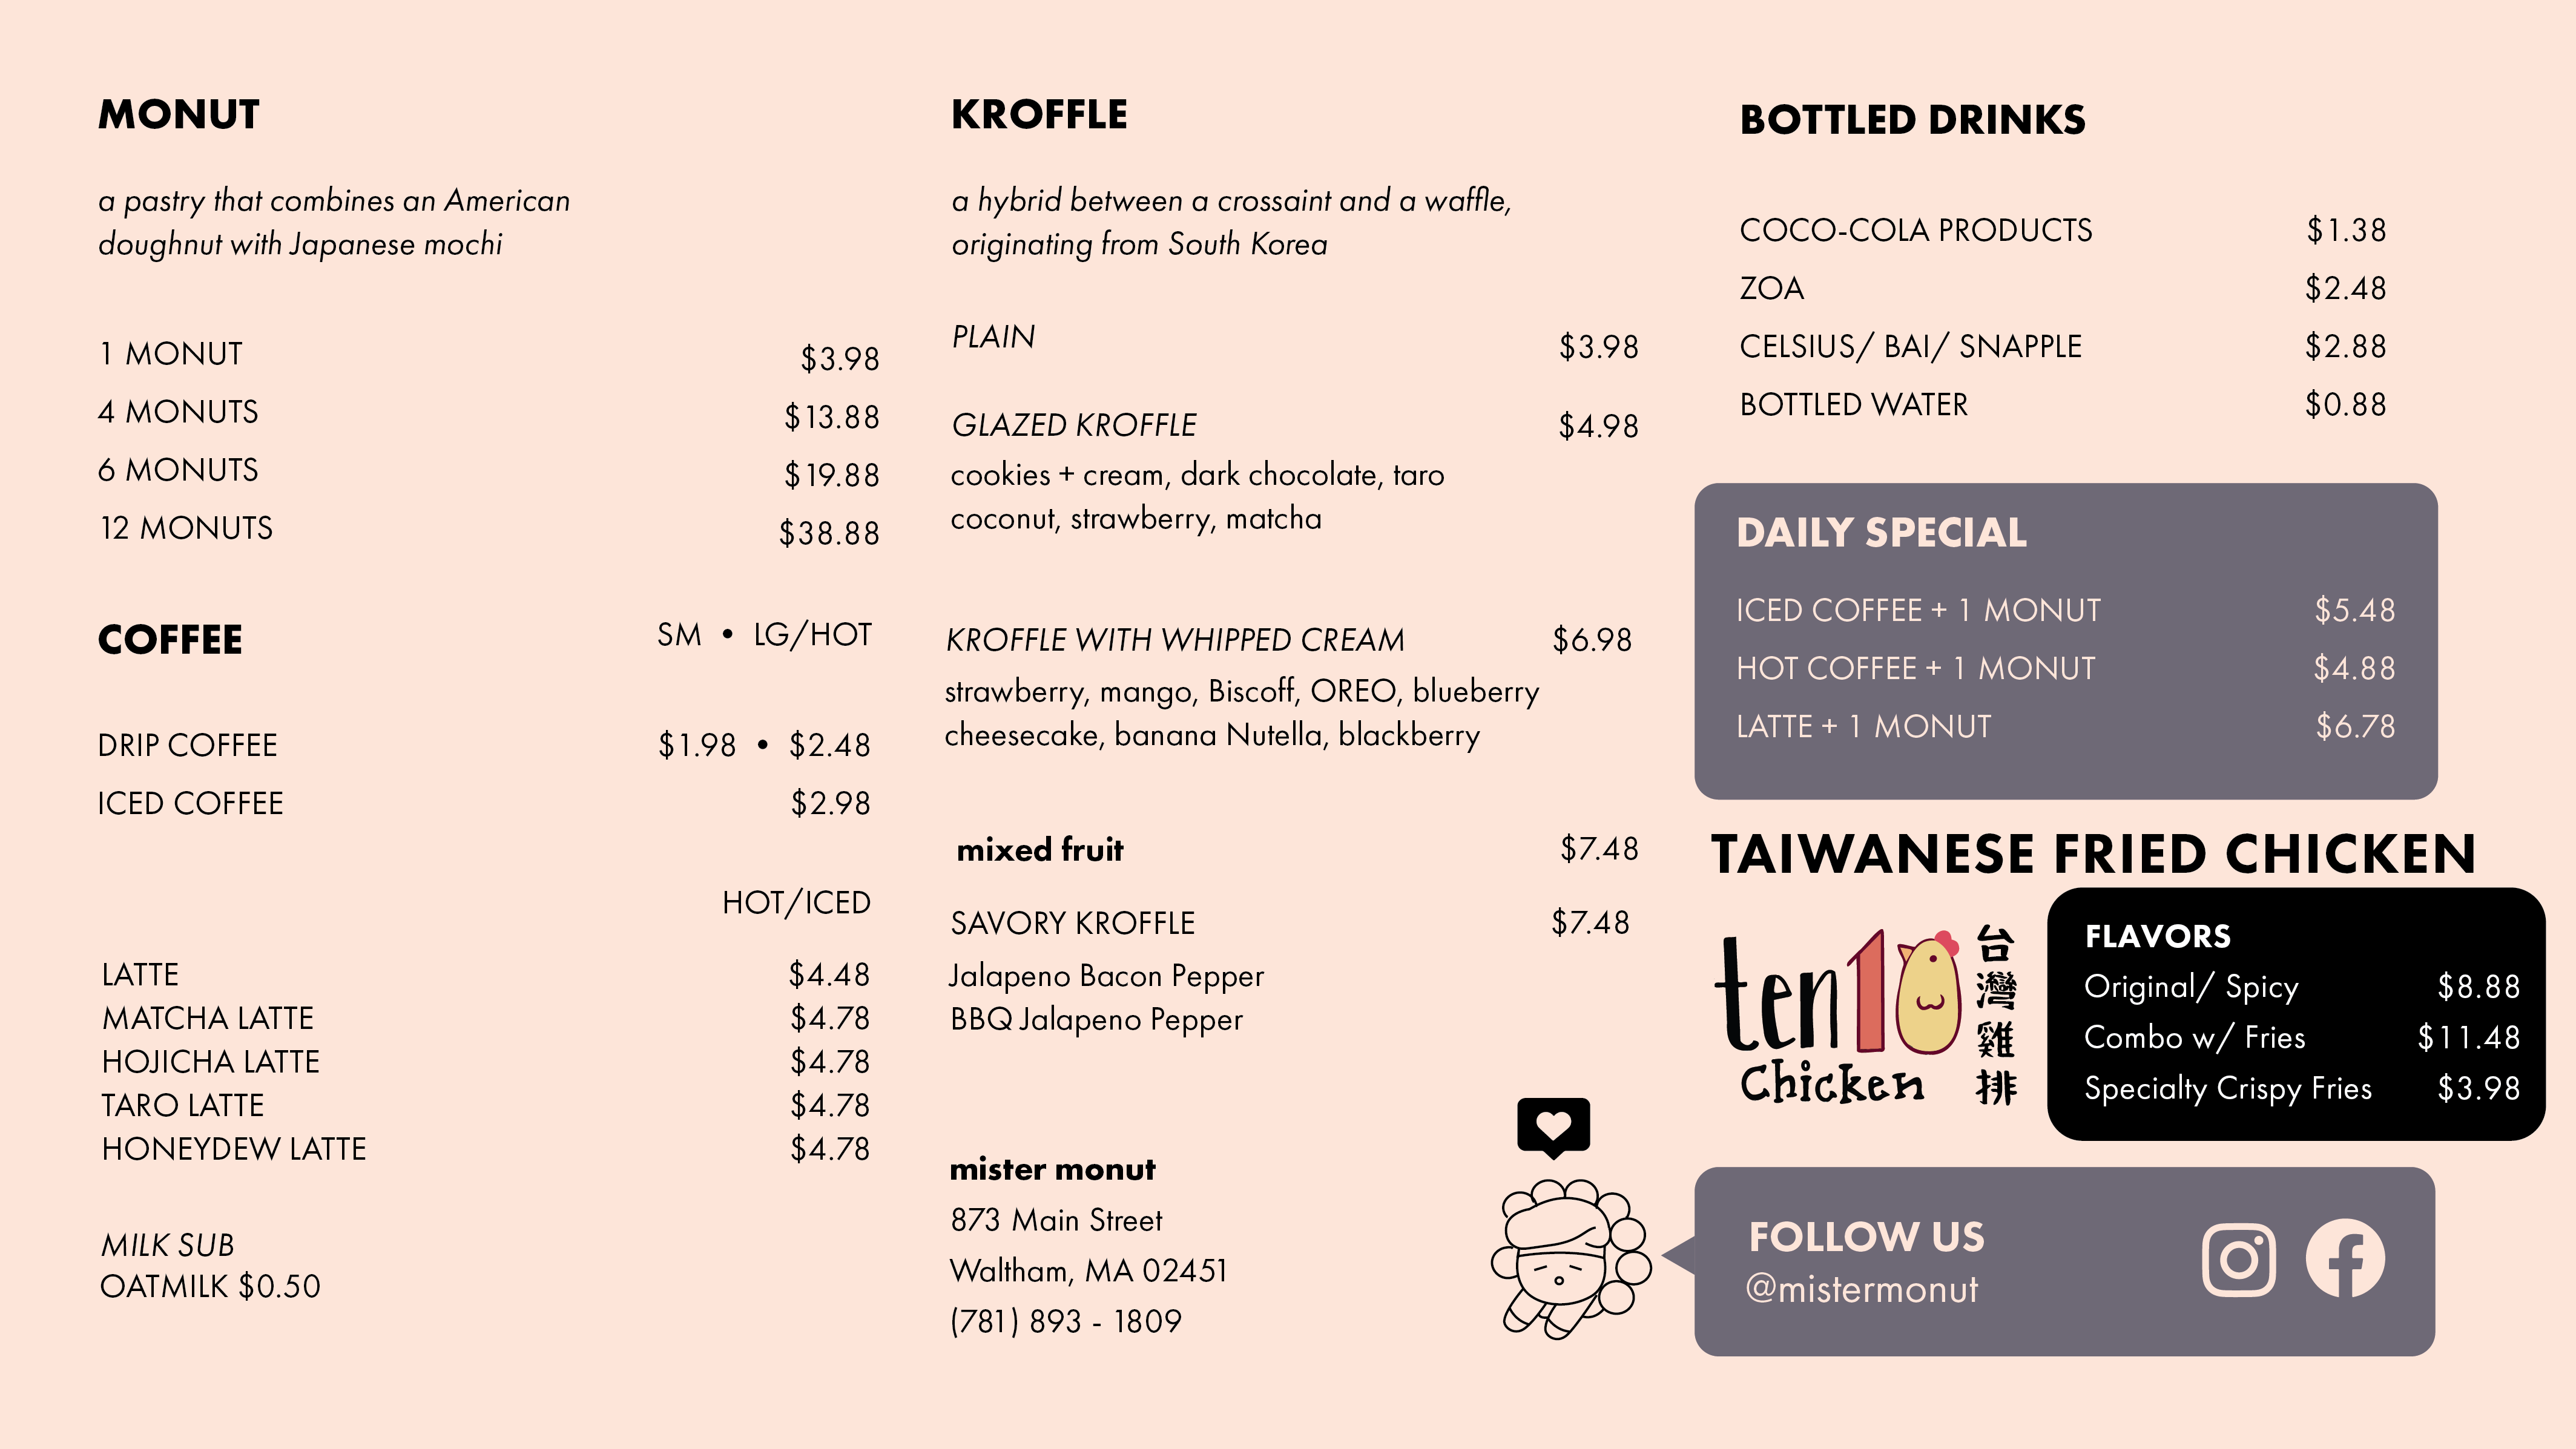 MONUT
a pastry that combines an American
doughnut with Japanese mochi
1 MONUT $3.98
4 MONUTS $13.88
6 MONUTS $19.88
12 MONUTS $38.88
COFFEE SM • LG/HOT
DRIP COFFEE $1.98 • $2.48
ICED COFFEE $2.98
HOT/ICED
LATTE $4.48
MATCHA LATTE $4.78
HOJICHA LATTE $4.78
TARO LATTE $4.78
HONEYDEW LATTE $4.78
MILK SUB
OATMILK $0.50
KROFFLE
a hybrid between a crossaint and a waffle,
originating from South Korea
PLAIN $3.98
GLAZED KROFFLE $4.98
cookies + cream, dark chocolate, taro
coconut, strawberry, matcha
KROFFLE WITH WHIPPED CREAM $6.98
strawberry, mango, Biscoff, OREO, blueberry
cheesecake, banana Nutella, blackberry
mixed fruit $7.48
SAVORY KROFFLE $7.48
Jalapeno Bacon Pepper
BBQ Jalapeno Pepper
mister monut
873 Main Street
Waltham, MA 02451
(781) 893 - 1809
BOTTLED DRINKS
COCO-COLA PRODUCTS $1.38
ZOA $2.48
CELSIUS/ BAI/ SNAPPLE $2.88
BOTTLED WATER $0.88
DAILY SPECIAL
ICED COFFEE + 1 MONUT $5.48
HOT COFFEE + 1 MONUT $4.88
LATTE + 1 MONUT $6.78
TAIWANESE FRIED CHICKEN
ten10
Chicken
台灣雞排
FLAVORS
Original/ Spicy $8.88
Combo w/ Fries $11.48
Specialty Crispy Fries $3.98
FOLLOW US
@mistermonut